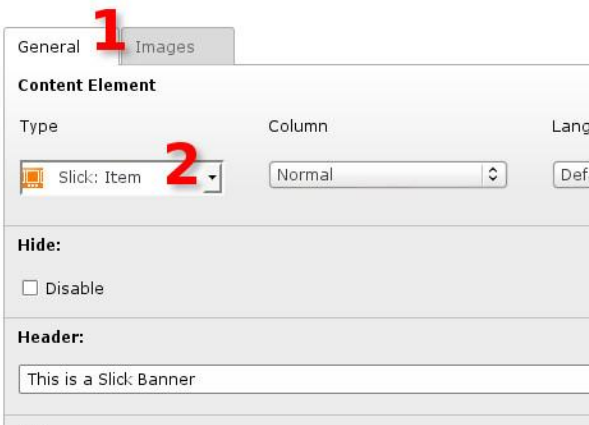 1
General Images
Content Element
Type Column Lang
Slick: Item 2 Normal Def
Hide:
Disable
Header:
This is a Slick Banner